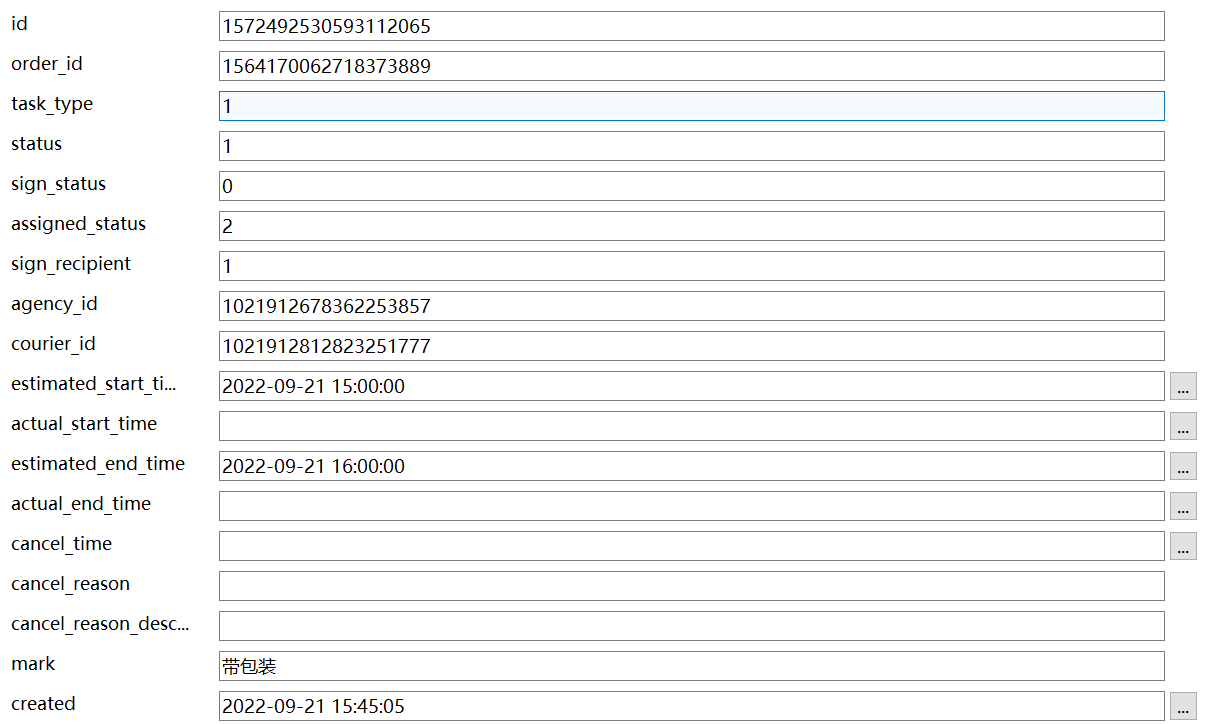 id 1572492530593112065
order_id 1564170062718373889
task_type 1
status 1
sign_status 0
assigned_status 2
sign_recipient 1
agency_id 1021912678362253857
courier_id 1021912812823251777
estimated_start_ti... 2022-09-21 15:00:00 ...
actual_start_time ...
estimated_end_time 2022-09-21 16:00:00 ...
actual_end_time ...
cancel_time ...
cancel_reason
cancel_reason_desc...
mark 带包装
created 2022-09-21 15:45:05 ...